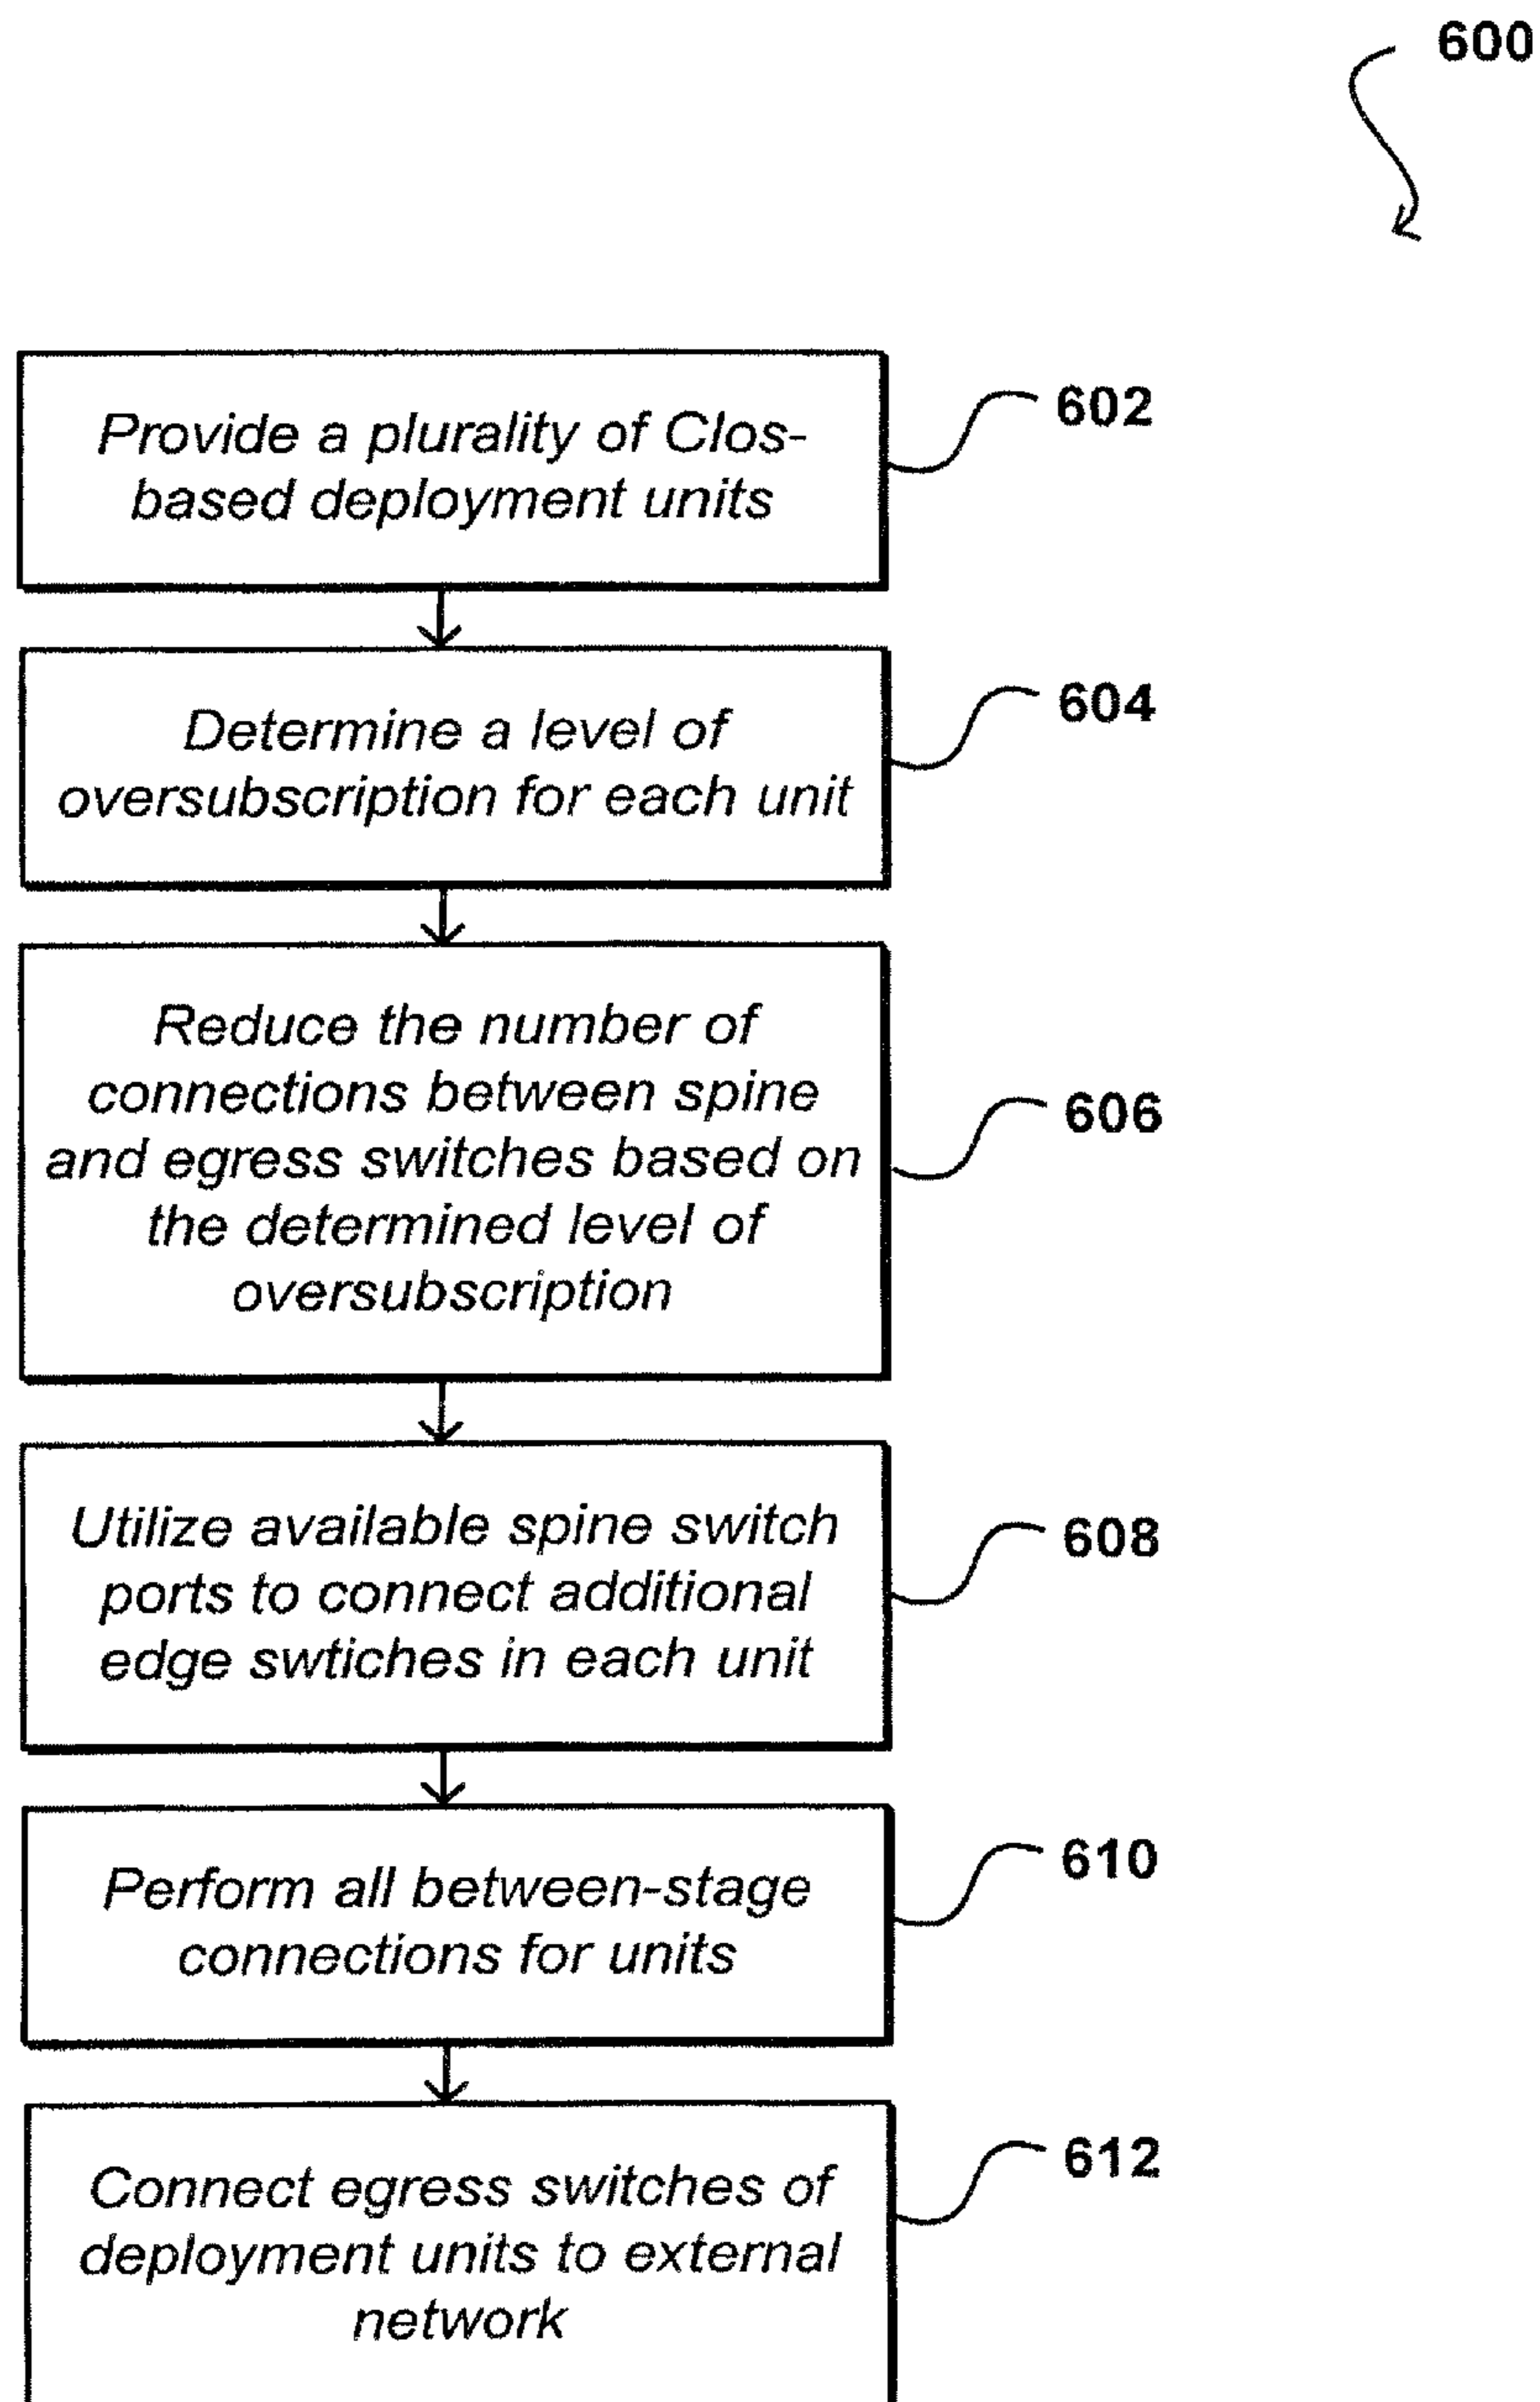 600
Provide a plurality of Clos-
based deployment units
602
Determine a level of
oversubscription for each unit
604
Reduce the number of
connections between spine
and egress switches based on
the determined level of
oversubscription
606
Utilize available spine switch
ports to connect additional
edge swtiches in each unit
608
Perform all between-stage
connections for units
610
Connect egress switches of
deployment units to external
network
612